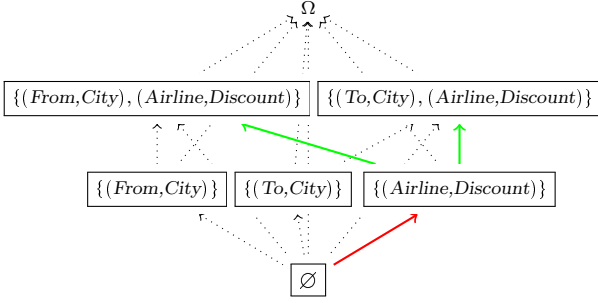 Ω
{(From,City), (Airline,Discount)} {(To,City), (Airline,Discount)}
{(From,City)} {(To,City)} {(Airline,Discount)}
∅